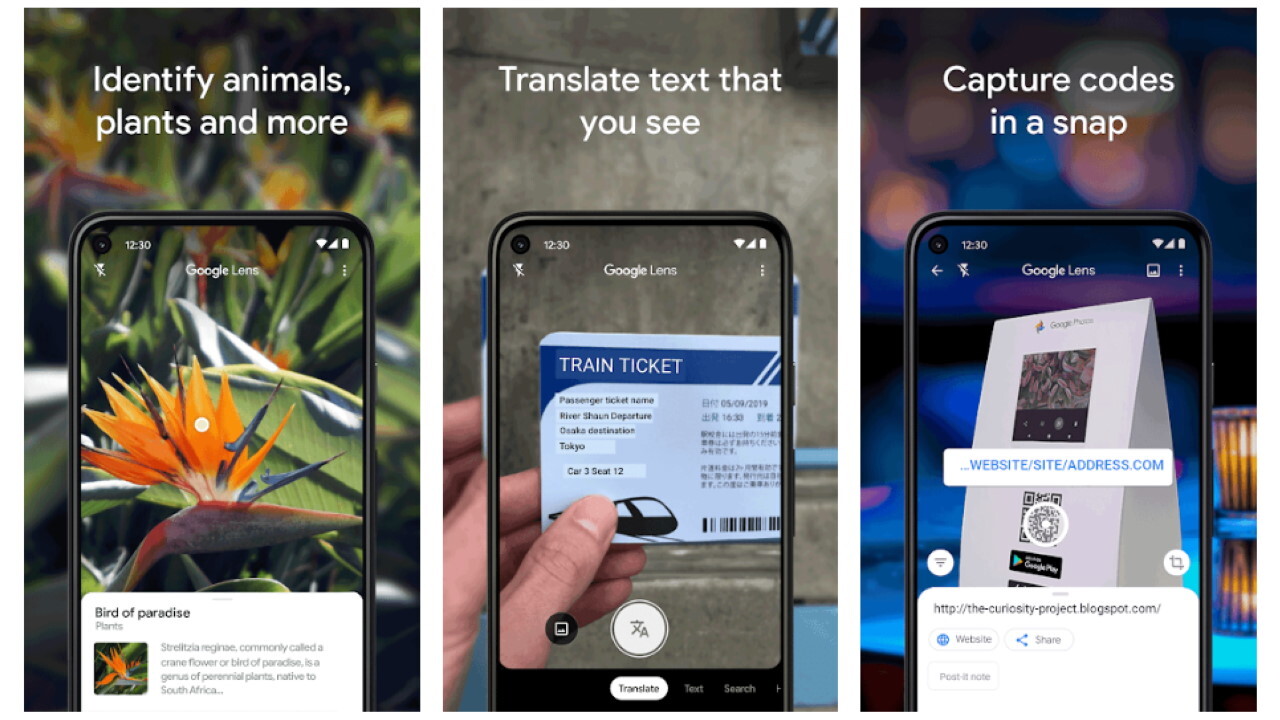 Identify animals,
plants and more
12:30
Google Lens
Bird of paradise
Plants
Strelitzia reginae, commonly called a
crane flower or bird of paradise, is a
genus of perennial plants, native to
South Africa...
Translate text that
you see
12:30
Google Lens
TRAIN TICKET
Passenger ticket name
River Shaun Departure
Osaka destination
Tokyo
Car 3 Seat 12
日付 05/09/2019
出発 16:33 到着 2
Translate Text Search H
Capture codes
in a snap
12:30
Google Lens
Google Photos
...WEBSITE/SITE/ADDRESS.COM
Google Play
http://the-curiosity-project.blogspot.com/
Website Share
Post-it note